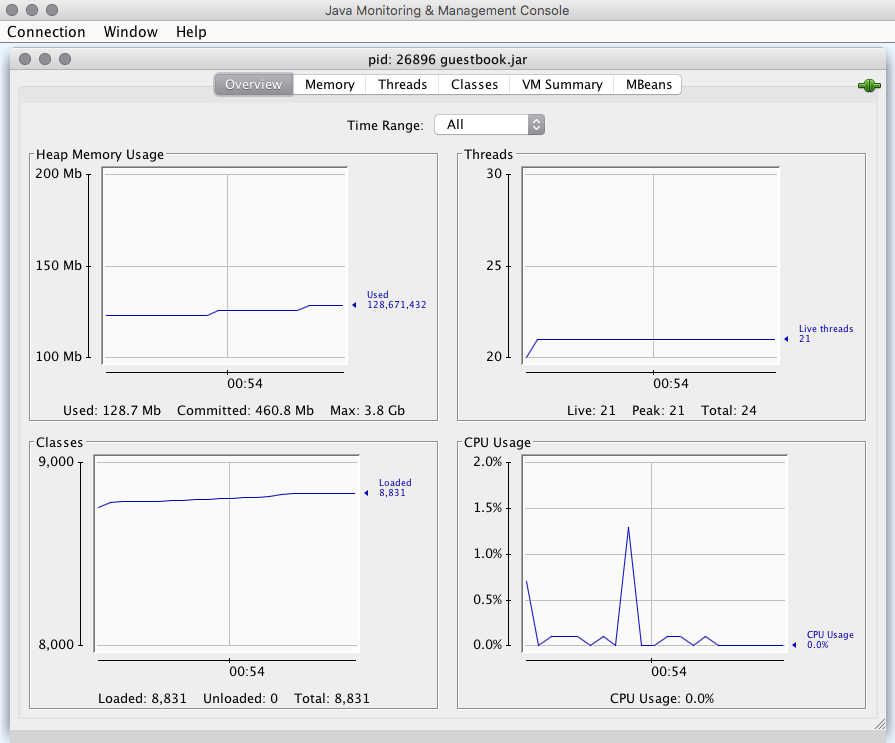 Java Monitoring & Management Console
Connection Window Help
pid: 26896 guestbook.jar
Overview Memory Threads Classes VM Summary MBeans
Time Range: All
Heap Memory Usage
200 Mb
150 Mb
100 Mb
Used
128,671,432
00:54
Used: 128.7 Mb Committed: 460.8 Mb Max: 3.8 Gb
Threads
30
25
20
Live threads
21
00:54
Live: 21 Peak: 21 Total: 24
Classes
9,000
8,000
Loaded
8,831
00:54
Loaded: 8,831 Unloaded: 0 Total: 8,831
CPU Usage
2.0%
1.5%
1.0%
0.5%
0.0%
CPU Usage
0.0%
00:54
CPU Usage: 0.0%